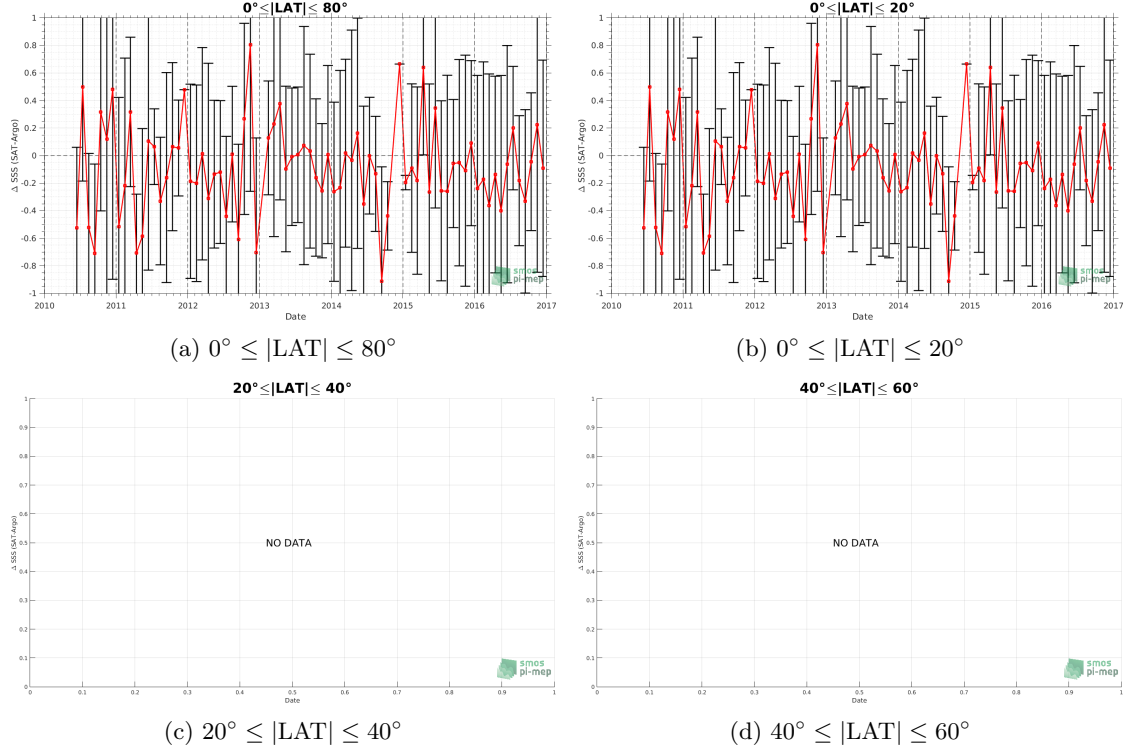 0°≤|LAT|≤ 80°
1
0.8
0.6
0.4
0.2
0
-0.2
-0.4
-0.6
-0.8
-1
Δ SSS (SAT-Argo)
2010 2011 2012 2013 2014 2015 2016 2017
Date
smos
pi-mep
(a) 0° ≤ |LAT| ≤ 80°
0°≤|LAT|≤ 20°
1
0.8
0.6
0.4
0.2
0
-0.2
-0.4
-0.6
-0.8
-1
Δ SSS (SAT-Argo)
2010 2011 2012 2013 2014 2015 2016 2017
Date
smos
pi-mep
(b) 0° ≤ |LAT| ≤ 20°
20°≤|LAT|≤ 40°
1
0.9
0.8
0.7
0.6
0.5
0.4
0.3
0.2
0.1
0
Δ SSS (SAT-Argo)
NO DATA
0 0.1 0.2 0.3 0.4 0.5 0.6 0.7 0.8 0.9 1
Date
smos
pi-mep
(c) 20° ≤ |LAT| ≤ 40°
40°≤|LAT|≤ 60°
1
0.9
0.8
0.7
0.6
0.5
0.4
0.3
0.2
0.1
0
Δ SSS (SAT-Argo)
NO DATA
0 0.1 0.2 0.3 0.4 0.5 0.6 0.7 0.8 0.9 1
Date
smos
pi-mep
(d) 40° ≤ |LAT| ≤ 60°